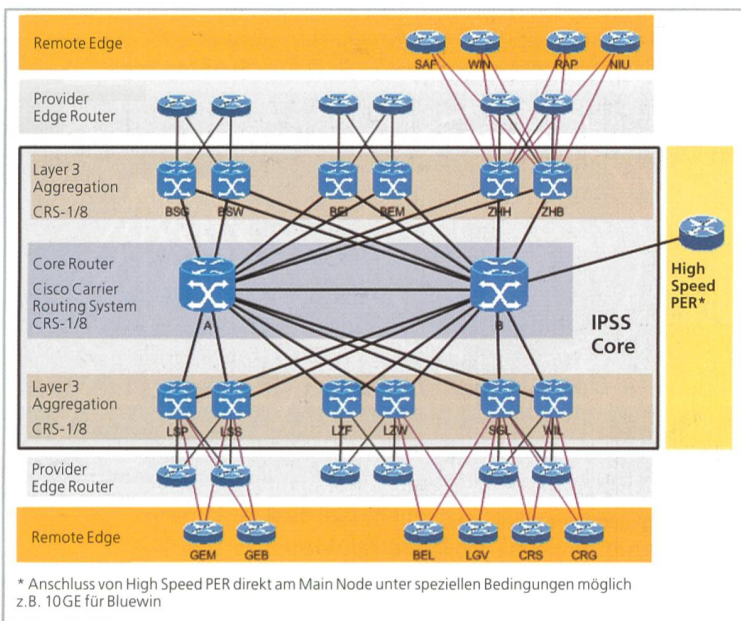 Remote Edge
SAF WIN RAP NIU
Provider
Edge Router
Layer 3
Aggregation
CRS-1/8
BSG BSW BEI BEM ZHH ZHB
Core Router
Cisco Carrier
Routing System
CRS-1/8
A B
High
Speed
PER*
IPSS
Core
Layer 3
Aggregation
CRS-1/8
LSP LSS LZF LZW SGL WIL
Provider
Edge Router
Remote Edge
GEM GEB BEL LGV CRS CRG
* Anschluss von High Speed PER direkt am Main Node unter speziellen Bedingungen möglich
z.B. 10GE für Bluewin